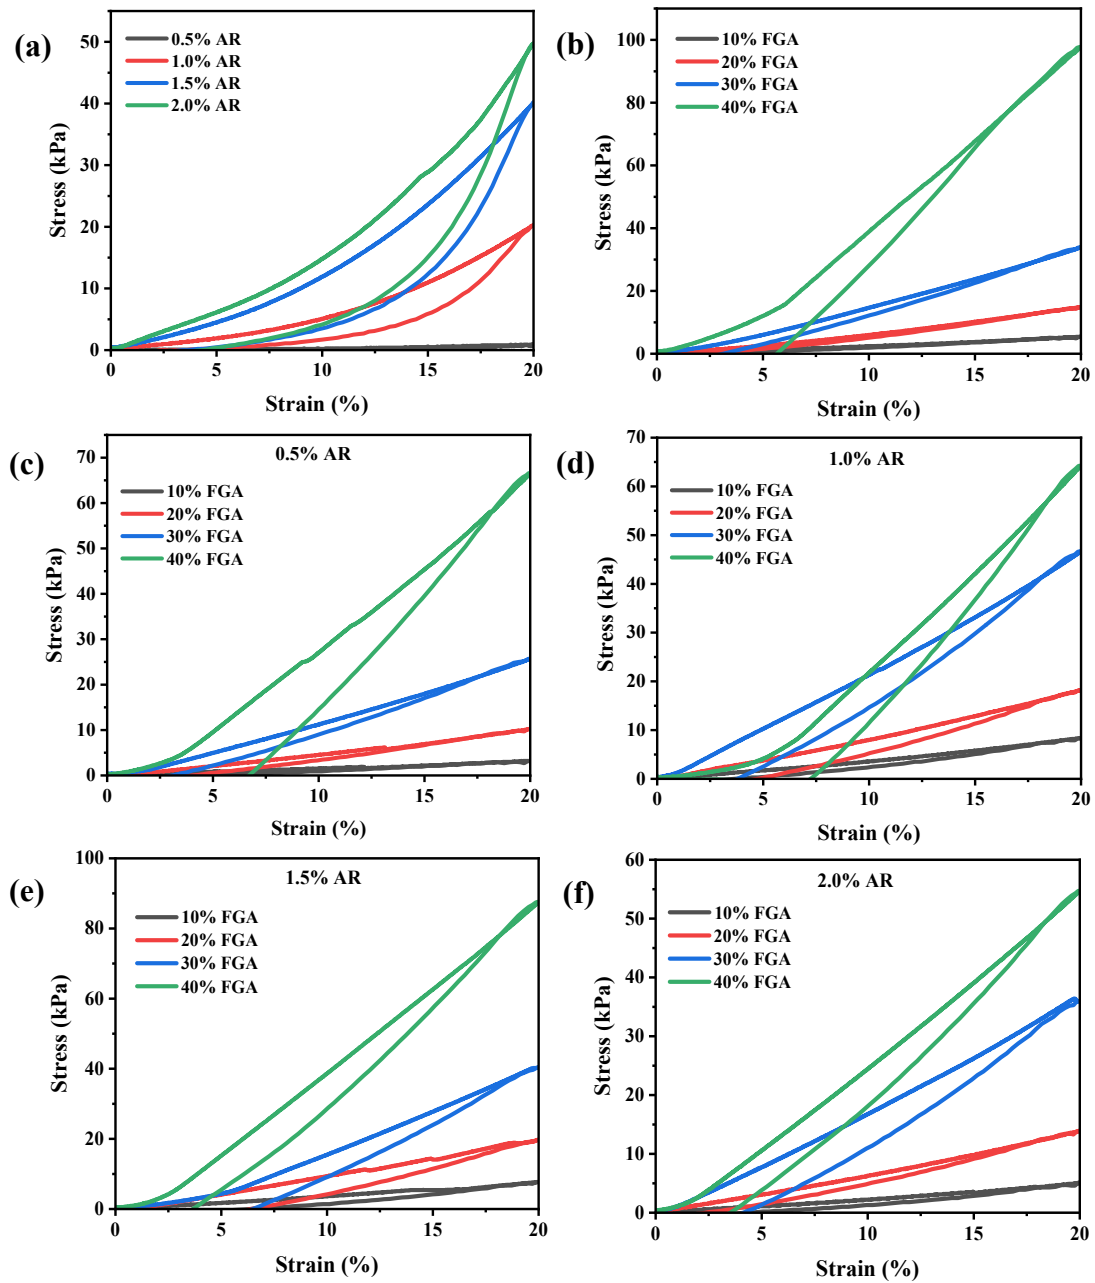 (a)
0.5% AR
1.0% AR
1.5% AR
2.0% AR
50
40
30
20
10
0
0 5 10 15 20
Stress (kPa)
Strain (%)
(b)
10% FGA
20% FGA
30% FGA
40% FGA
100
80
60
40
20
0
0 5 10 15 20
Stress (kPa)
Strain (%)
(c)
0.5% AR
10% FGA
20% FGA
30% FGA
40% FGA
70
60
50
40
30
20
10
0
0 5 10 15 20
Stress (kPa)
Strain (%)
(d)
1.0% AR
10% FGA
20% FGA
30% FGA
40% FGA
70
60
50
40
30
20
10
0
0 5 10 15 20
Stress (kPa)
Strain (%)
(e)
1.5% AR
10% FGA
20% FGA
30% FGA
40% FGA
100
80
60
40
20
0
0 5 10 15 20
Stress (kPa)
Strain (%)
(f)
2.0% AR
10% FGA
20% FGA
30% FGA
40% FGA
60
50
40
30
20
10
0
0 5 10 15 20
Stress (kPa)
Strain (%)